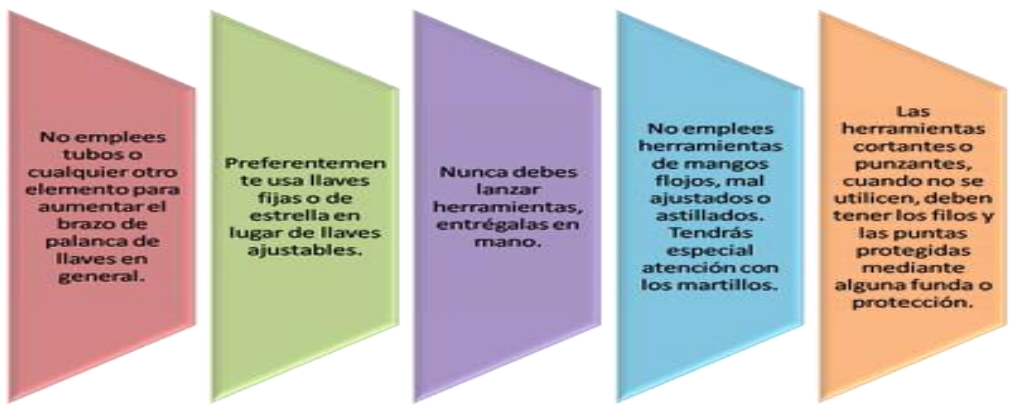 No emplees
tubos o
cualquier otro
elemento para
aumentar el
brazo de
palanca de
llaves en
general.
Preferentemen
te usa llaves
fijas o de
estrella en
lugar de llaves
ajustables.
Nunca debes
lanzar
herramientas,
entrégalas en
mano.
No emplees
herramientas
de mangos
flojos, mal
ajustados o
astillados.
Tendrás
especial
atención con
los martillos.
Las
herramientas
cortantes o
punzantes,
cuando no se
utilicen, deben
tener los filos y
las puntas
protegidas
mediante
alguna funda o
protección.